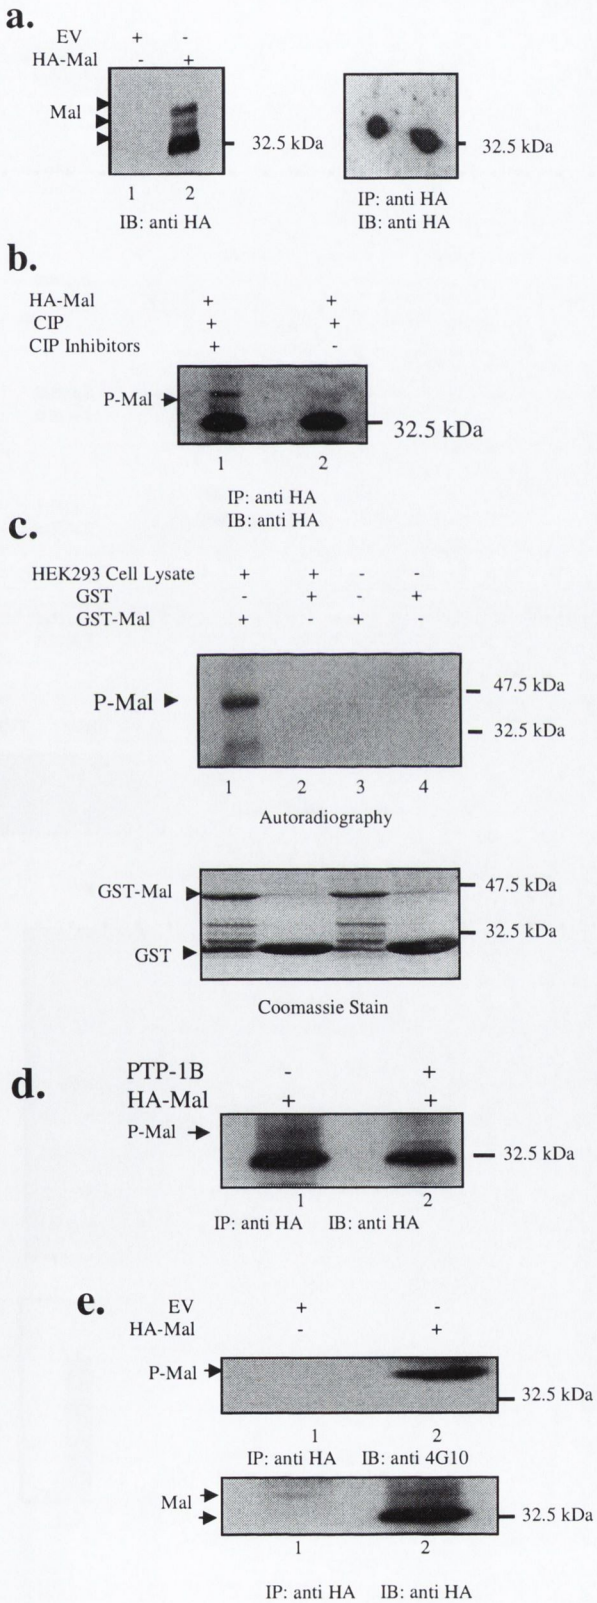 a.
EV + -
HA-Mal - +
Mal
32.5 kDa
32.5 kDa
1 2
IB: anti HA
IP: anti HA
IB: anti HA
b.
HA-Mal + +
CIP + +
CIP Inhibitors + -
P-Mal
32.5 kDa
1 2
IP: anti HA
IB: anti HA
c.
HEK293 Cell Lysate + + - -
GST - + - +
GST-Mal + - + -
P-Mal
47.5 kDa
32.5 kDa
1 2 3 4
Autoradiography
GST-Mal
47.5 kDa
32.5 kDa
GST
Coomassie Stain
d.
PTP-1B - +
HA-Mal + +
P-Mal
32.5 kDa
1 2
IP: anti HA IB: anti HA
e.
EV + -
HA-Mal - +
P-Mal
32.5 kDa
1 2
IP: anti HA IB: anti 4G10
Mal
32.5 kDa
1 2
IP: anti HA IB: anti HA